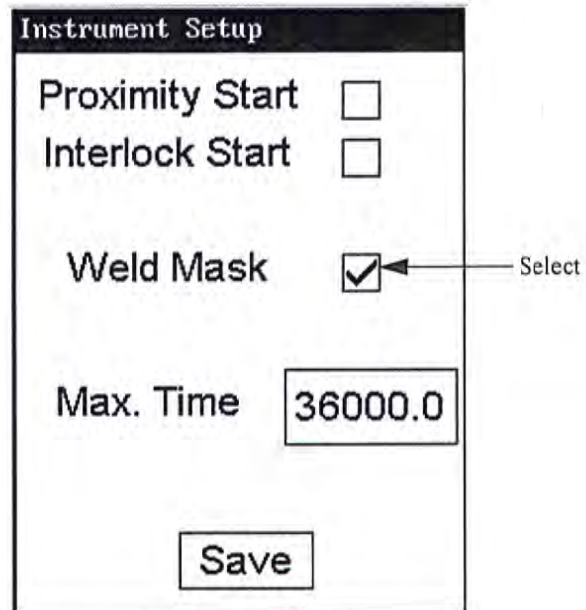 Instrument Setup
Proximity Start
Interlock Start
Weld Mask
Select
Max. Time
36000.0
Save